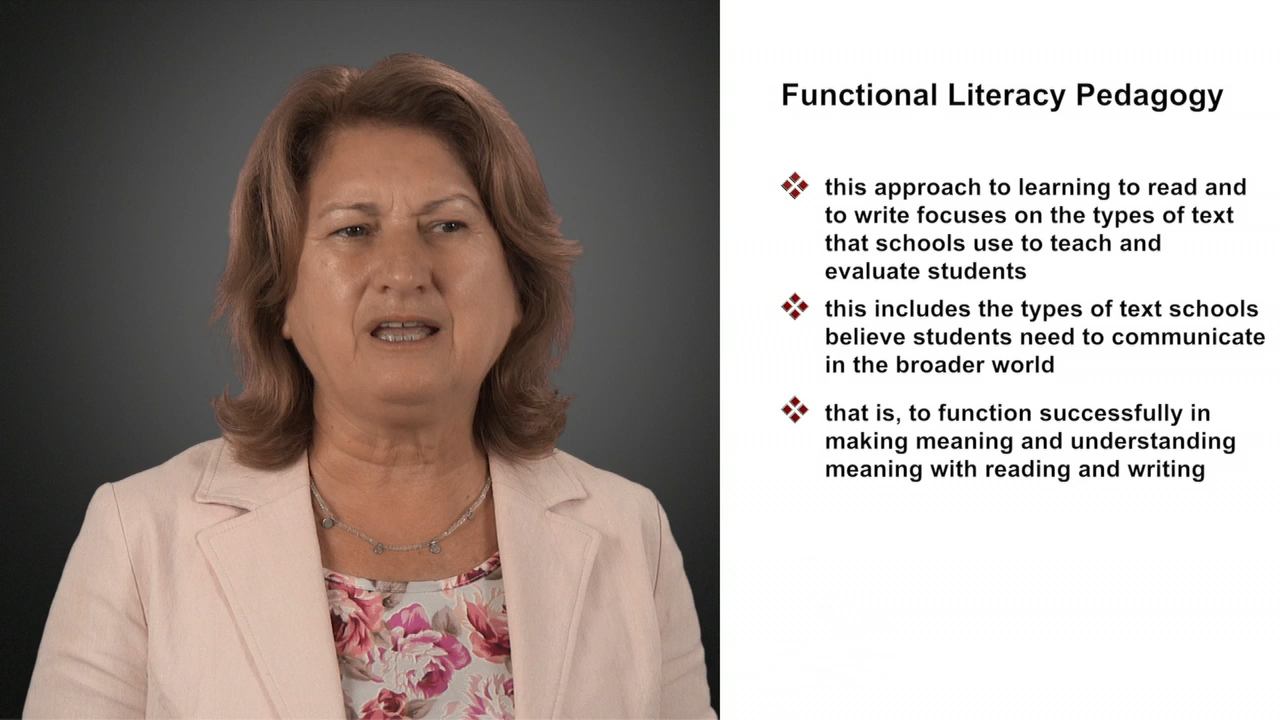 Functional Literacy Pedagogy
this approach to learning to read and
to write focuses on the types of text
that schools use to teach and
evaluate students
this includes the types of text schools
believe students need to communicate
in the broader world
that is, to function successfully in
making meaning and understanding
meaning with reading and writing